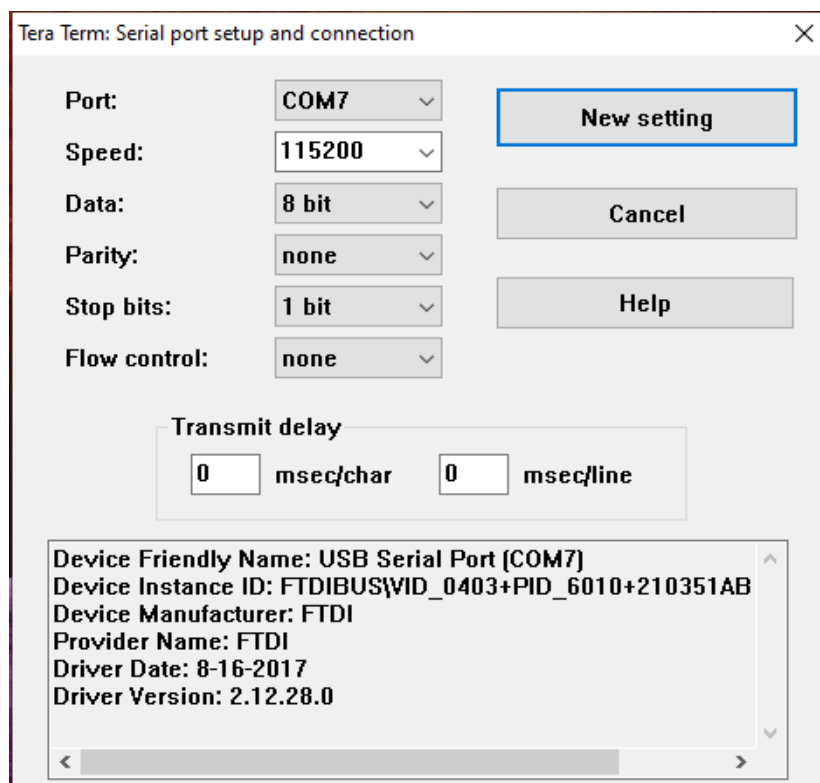 Tera Term: Serial port setup and connection
Port: COM7 New setting
Speed: 115200
Data: 8 bit Cancel
Parity: none
Stop bits: 1 bit Help
Flow control: none
Transmit delay
0 msec/char 0 msec/line
Device Friendly Name: USB Serial Port (COM7)
Device Instance ID: FTDIBUS\VID_0403+PID_6010+210351AB
Device Manufacturer: FTDI
Provider Name: FTDI
Driver Date: 8-16-2017
Driver Version: 2.12.28.0